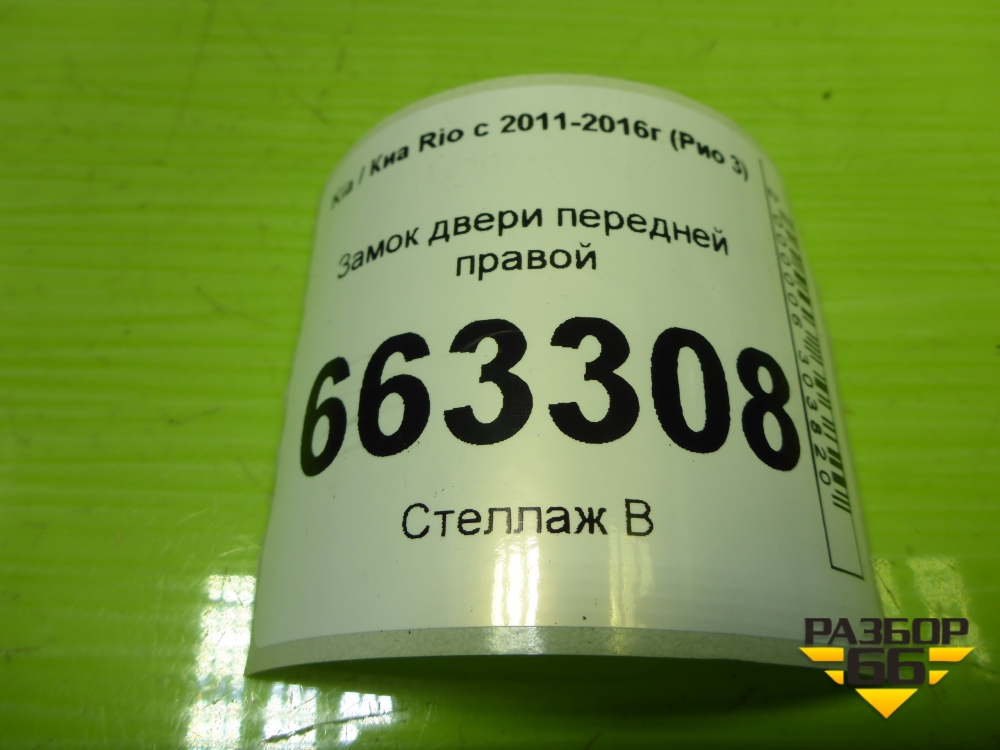 Kia / Киа Rio с 2011-2016г (Рио 3)
Замок двери передней
правой
663308
Стеллаж В
РАЗБОР
66